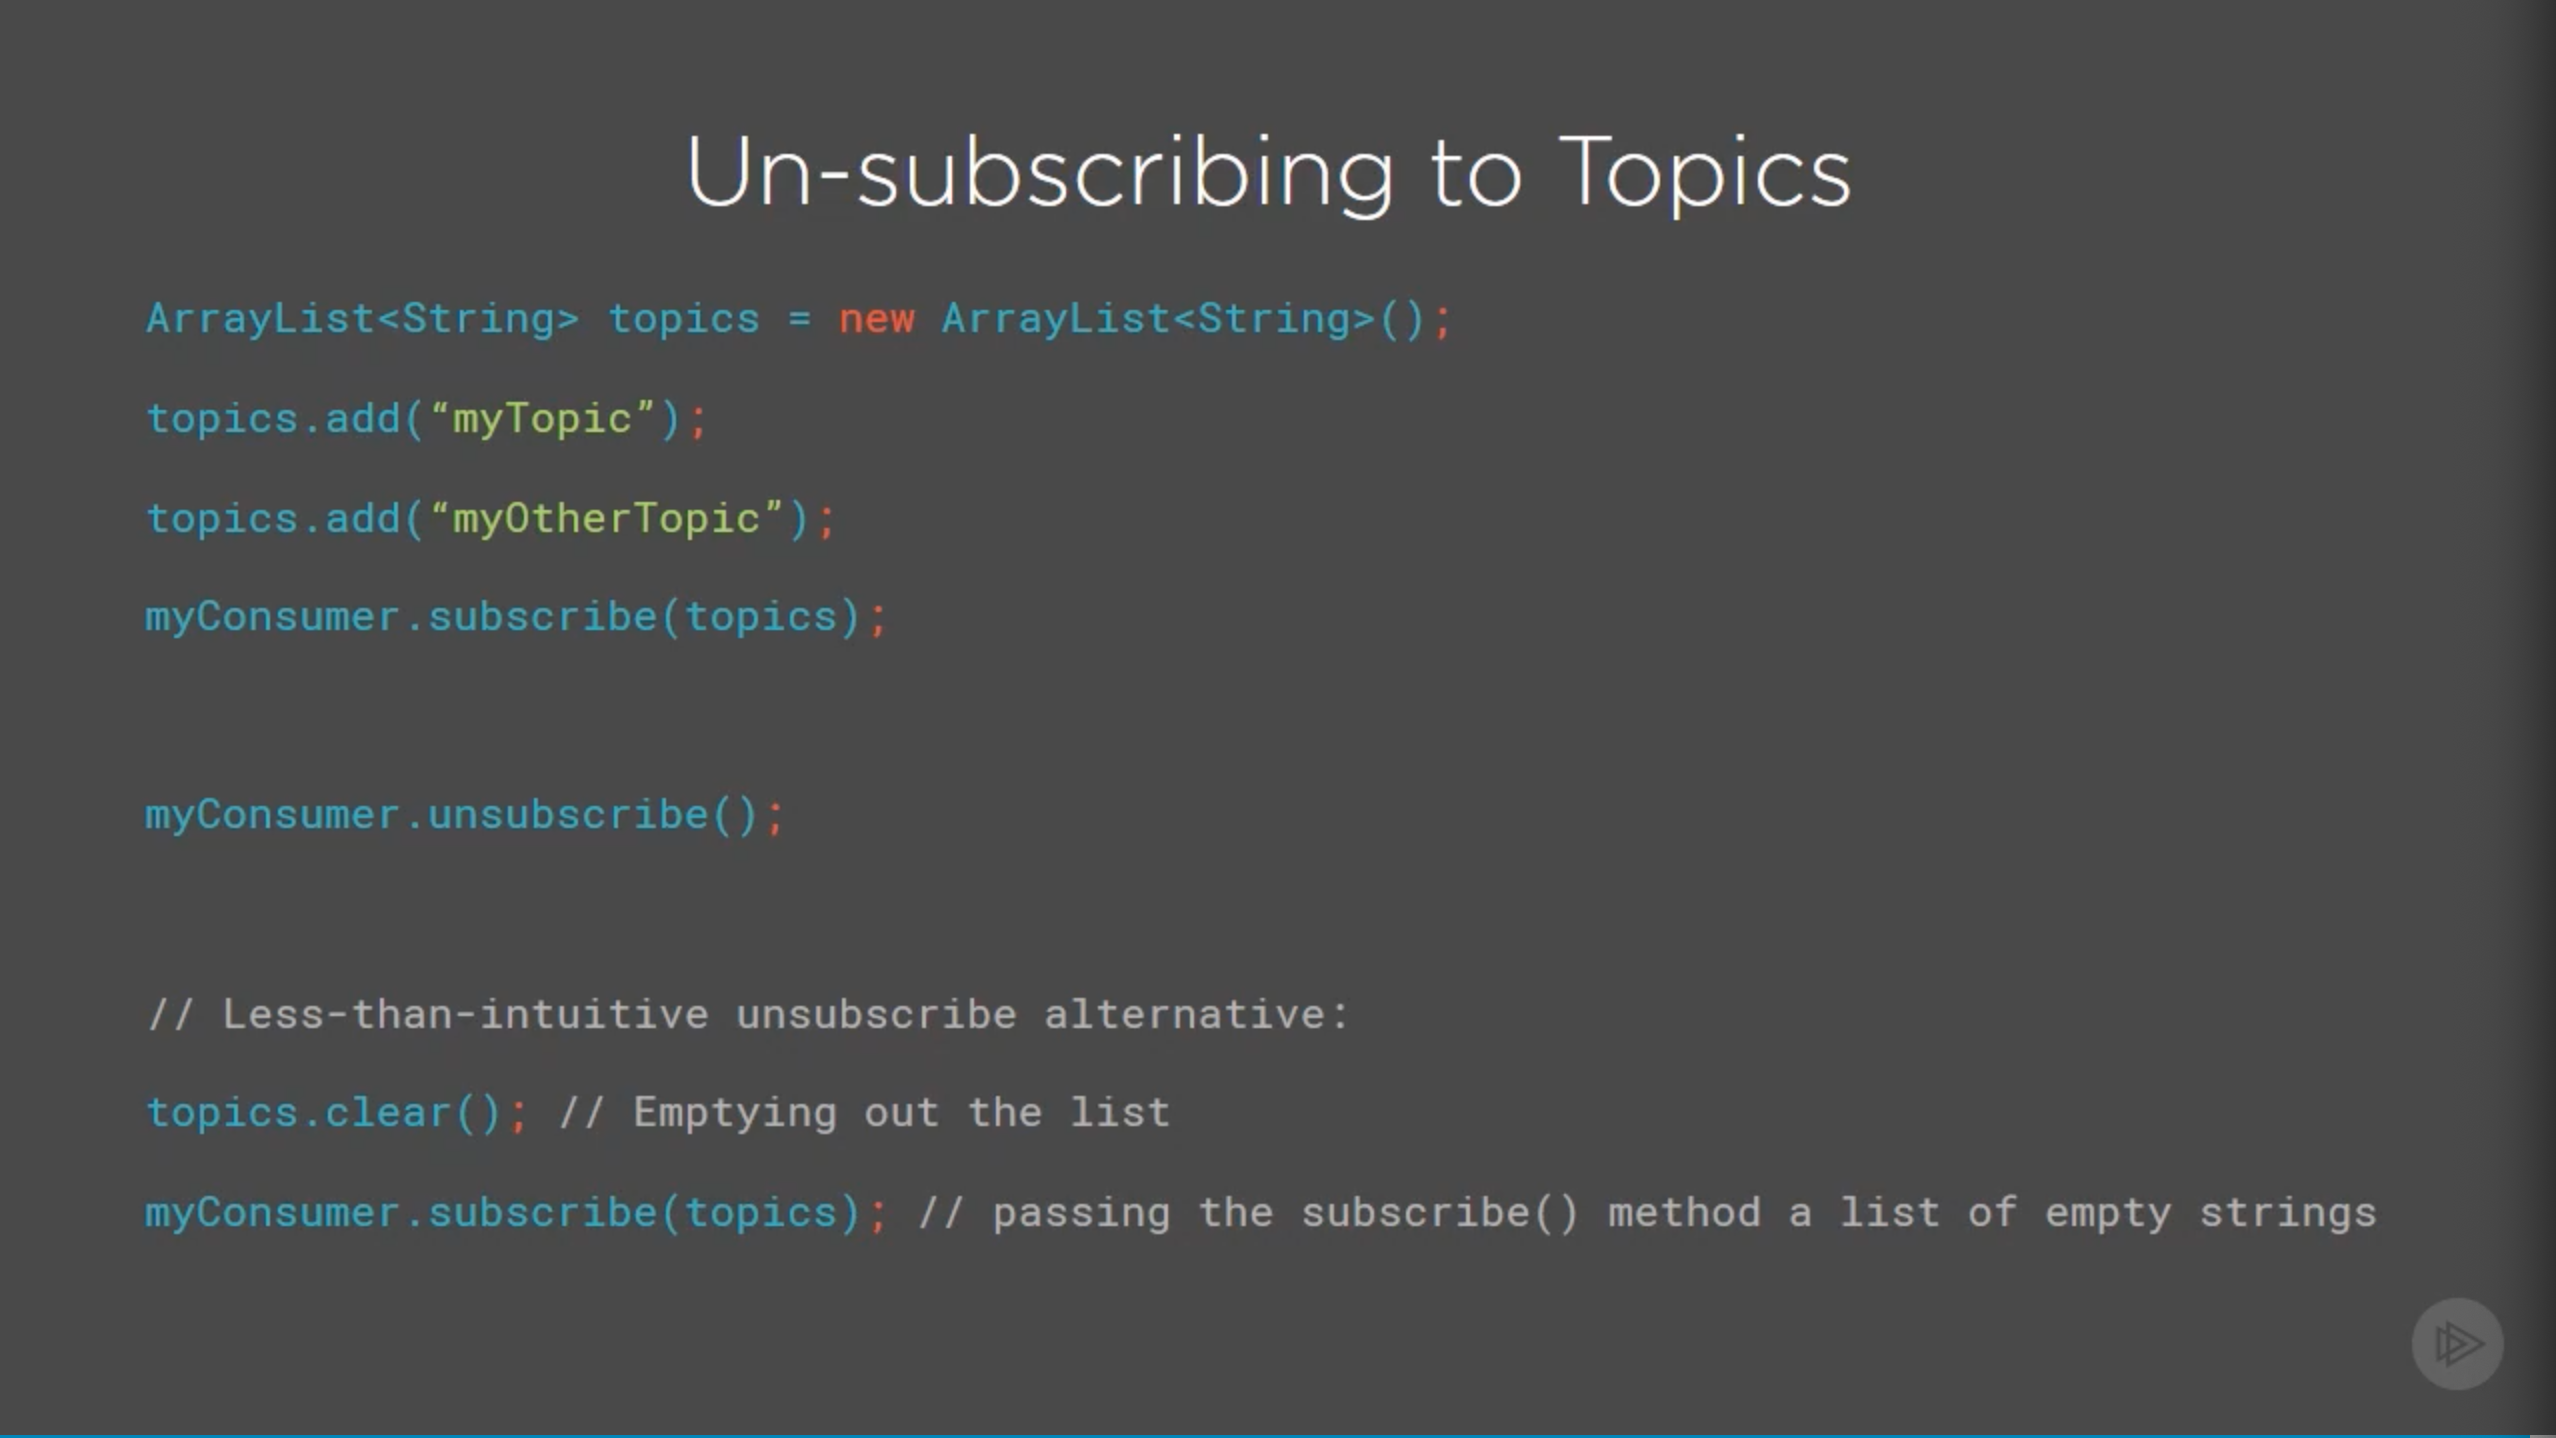 Un-subscribing to Topics
ArrayList<String> topics = new ArrayList<String>();
topics.add(“myTopic”);
topics.add(“myOtherTopic”);
myConsumer.subscribe(topics);
myConsumer.unsubscribe();
// Less-than-intuitive unsubscribe alternative:
topics.clear(); // Emptying out the list
myConsumer.subscribe(topics); // passing the subscribe() method a list of empty strings